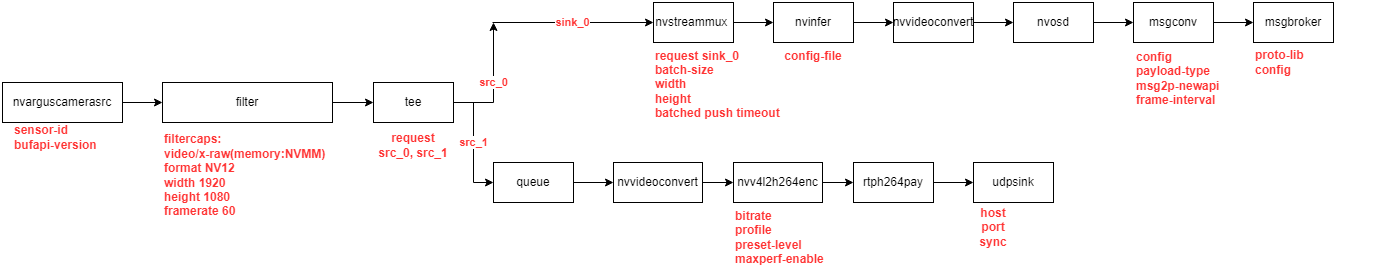 nvarguscamerasrc
sensor-id
bufapi-version
filter
filtercaps:
video/x-raw(memory:NVMM)
format NV12
width 1920
height 1080
framerate 60
tee
request
src_0, src_1
src_0
sink_0
nvstreammux
request sink_0
batch-size
width
height
batched push timeout
nvinfer
config-file
nvvideoconvert
nvosd
msgconv
config
payload-type
msg2p-newapi
frame-interval
msgbroker
proto-lib
config
src_1
queue
nvvideoconvert
nvv4l2h264enc
bitrate
profile
preset-level
maxperf-enable
rtph264pay
udpsink
host
port
sync